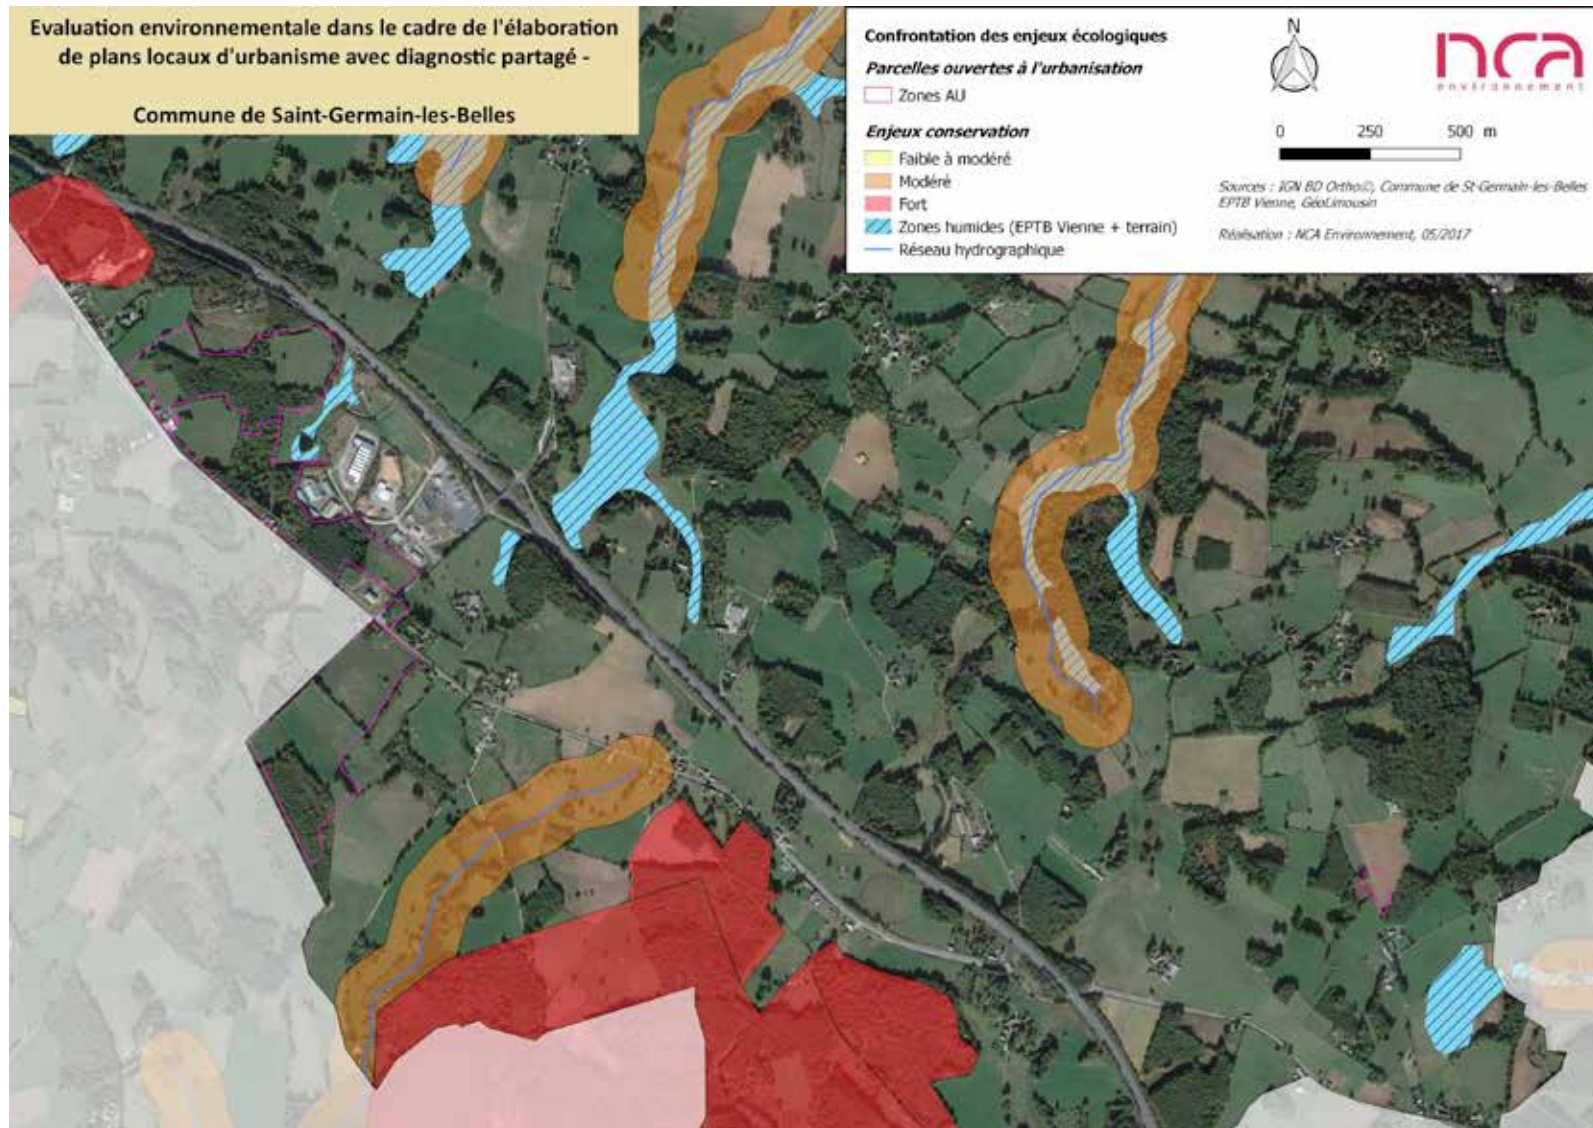 Evaluation environnementale dans le cadre de l'élaboration
de plans locaux d'urbanisme avec diagnostic partagé -
Commune de Saint-Germain-les-Belles
Confrontation des enjeux écologiques
Parcelles ouvertes à l'urbanisation
Zones AU
Enjeux conservation
Faible à modéré
Modéré
Fort
Zones humides (EPTB Vienne + terrain)
Réseau hydrographique
N
0 250 500 m
Sources : IGN BD Ortho©, Commune de St-Germain-les-Belles
EPTB Vienne, GéoLimousin
Réalisation : NCA Environnement, 05/2017
nca
environnement